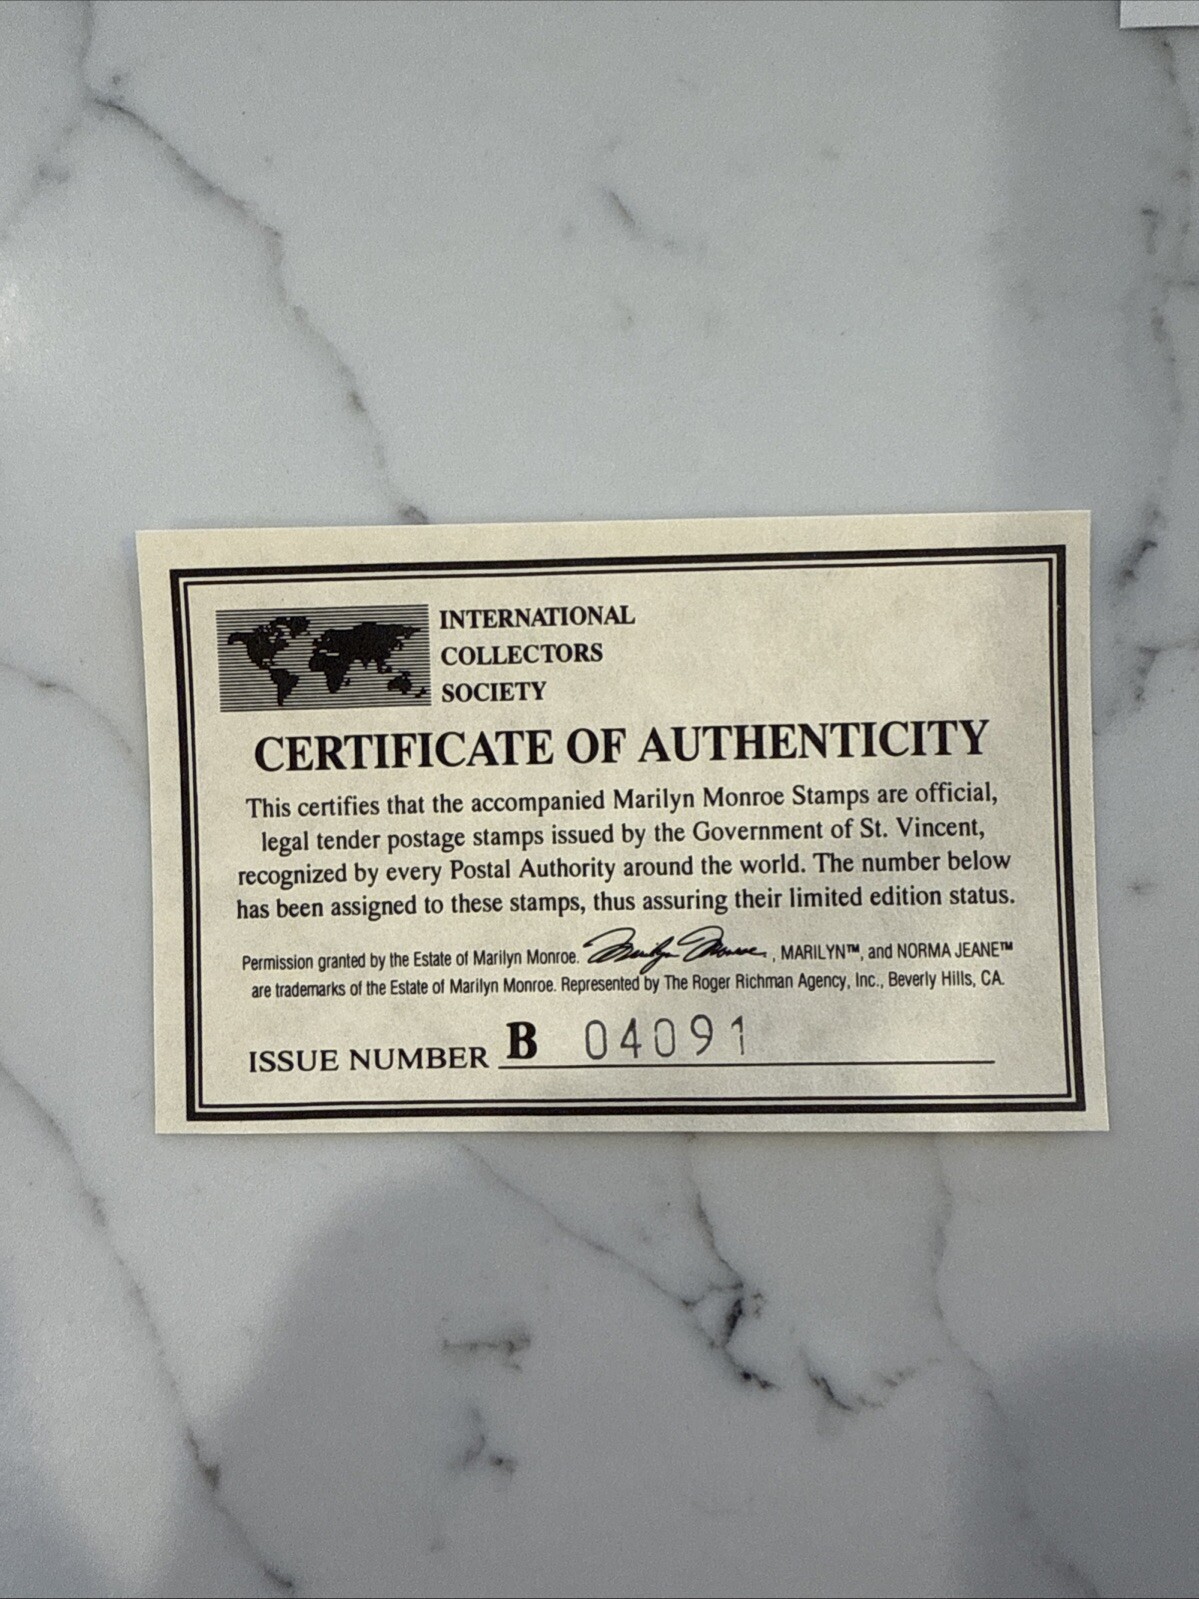 INTERNATIONAL
COLLECTORS
SOCIETY
CERTIFICATE OF AUTHENTICITY
This certifies that the accompanied Marilyn Monroe Stamps are official,
legal tender postage stamps issued by the Government of St. Vincent,
recognized by every Postal Authority around the world. The number below
has been assigned to these stamps, thus assuring their limited edition status.
Permission granted by the Estate of Marilyn Monroe. Marilyn Monroe, MARILYN™, and NORMA JEANE™
are trademarks of the Estate of Marilyn Monroe. Represented by The Roger Richman Agency, Inc., Beverly Hills, CA.
ISSUE NUMBER B 04091